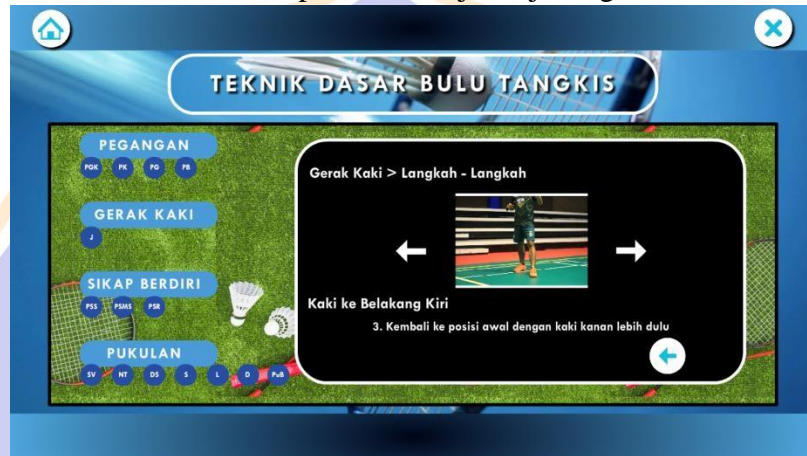 TEKNIK DASAR BULU TANGKIS
PEGANGAN
PGK PK PG PB
GERAK KAKI
J
SIKAP BERDIRI
PSS PSMS PSR
PUKULAN
SV NT DS S L D PuB
Gerak Kaki > Langkah - Langkah
Kaki ke Belakang Kiri
3. Kembali ke posisi awal dengan kaki kanan lebih dulu